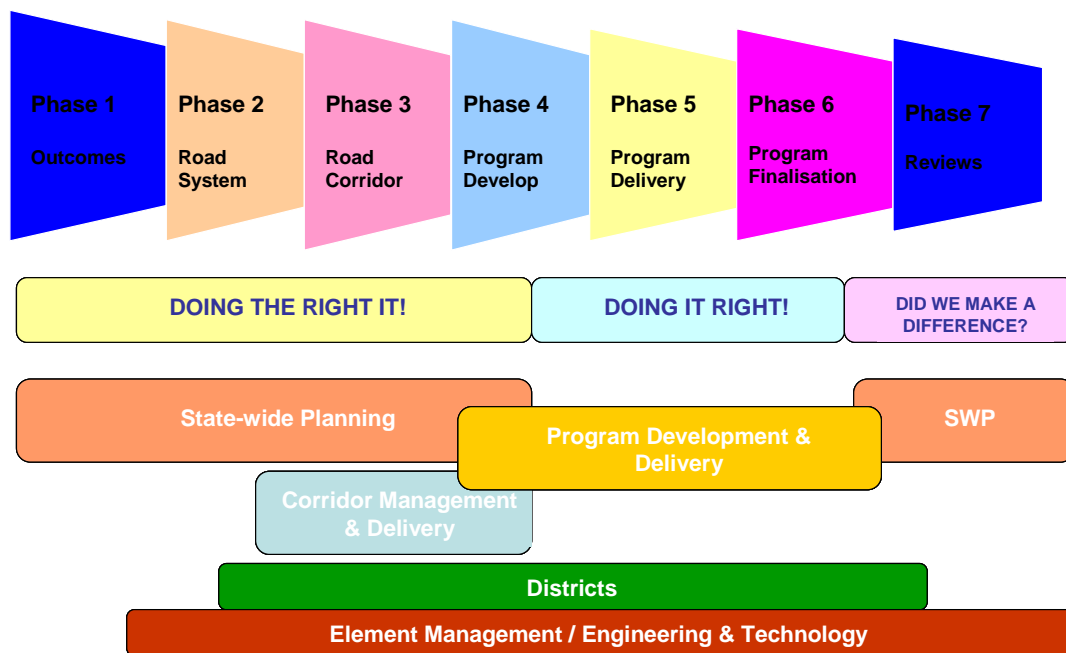 Phase 1
Outcomes
Phase 2
Road
System
Phase 3
Road
Corridor
Phase 4
Program
Develop
Phase 5
Program
Delivery
Phase 6
Program
Finalisation
Phase 7
Reviews
DOING THE RIGHT IT!
DOING IT RIGHT!
DID WE MAKE A
DIFFERENCE?
State-wide Planning
Program Development &
Delivery
SWP
Corridor Management
& Delivery
Districts
Element Management / Engineering & Technology